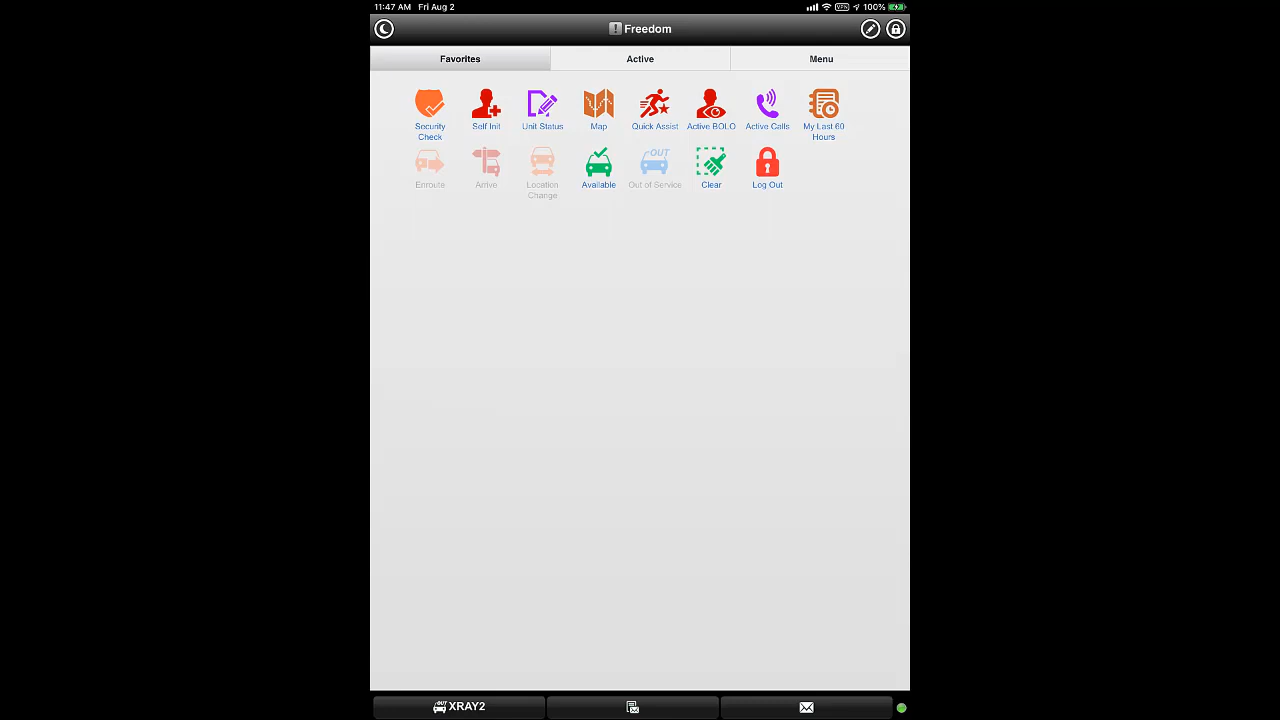 11:47 AM Fri Aug 2 VPN 100%
Freedom
Favorites Active Menu
Security Check
Self Init
Unit Status
Map
Quick Assist
Active BOLO
Active Calls
My Last 60 Hours
Enroute
Arrive
Location Change
Available
OUT
Out of Service
Clear
Log Out
OUT XRAY2